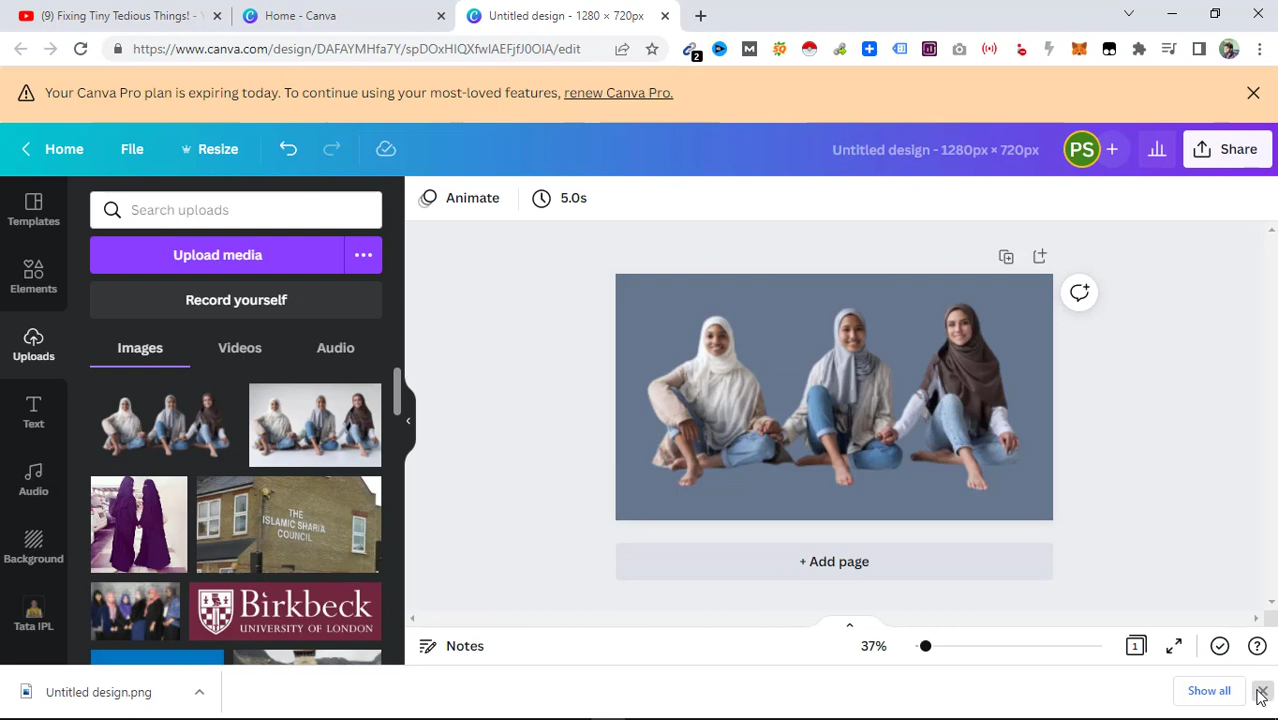 (9) Fixing Tiny Tedious Things! - Y
Home - Canva
Untitled design - 1280 × 720px
https://www.canva.com/design/DAFAYMHfa7Y/spDOxHIQXfwIAEFjfJ0OIA/edit
2
Your Canva Pro plan is expiring today. To continue using your most-loved features, renew Canva Pro.
Home
File
Resize
Untitled design - 1280px × 720px
PS
Share
Templates
Search uploads
Animate
5.0s
Upload media
Elements
Record yourself
Uploads
Images
Videos
Audio
Text
THE
ISLAMIC SHARI'A
COUNCIL
Audio
Background
+ Add page
Birkbeck
UNIVERSITY OF LONDON
Tata IPL
Notes
37%
1
Untitled design.png
Show all